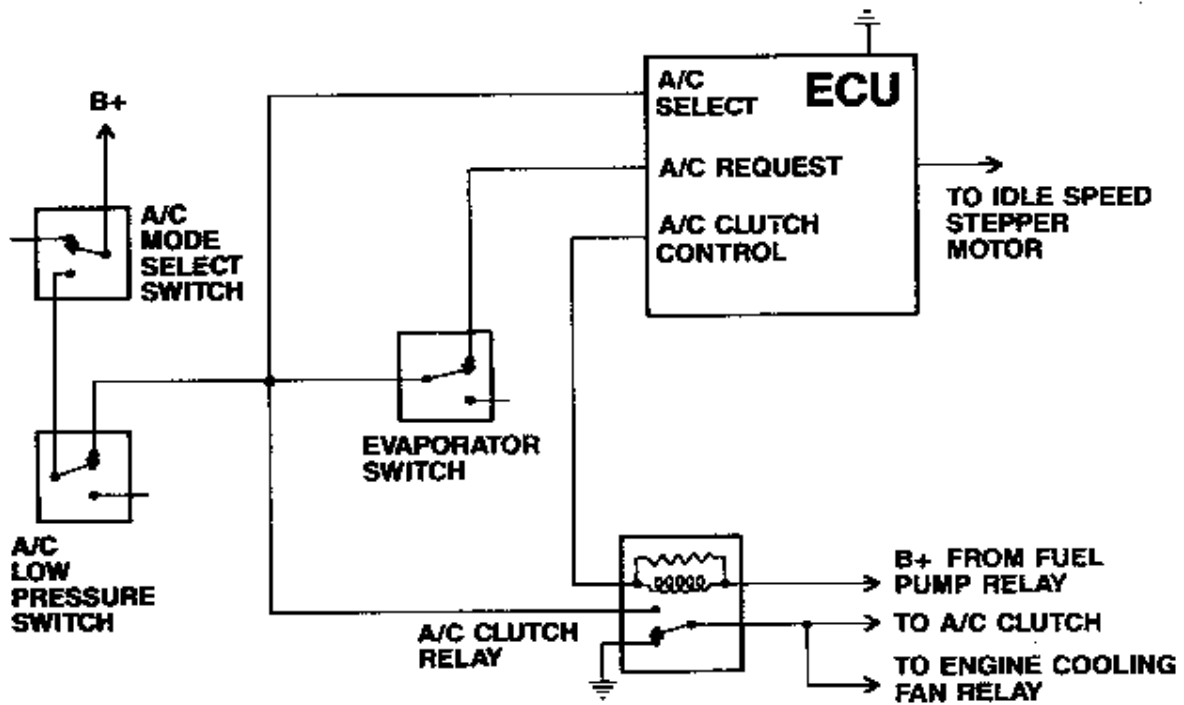 B+
A/C
MODE
SELECT
SWITCH
A/C
SELECT
ECU
A/C REQUEST
A/C CLUTCH
CONTROL
TO IDLE SPEED
STEPPER
MOTOR
EVAPORATOR
SWITCH
A/C
LOW
PRESSURE
SWITCH
A/C CLUTCH
RELAY
B+ FROM FUEL
PUMP RELAY
TO A/C CLUTCH
TO ENGINE COOLING
FAN RELAY